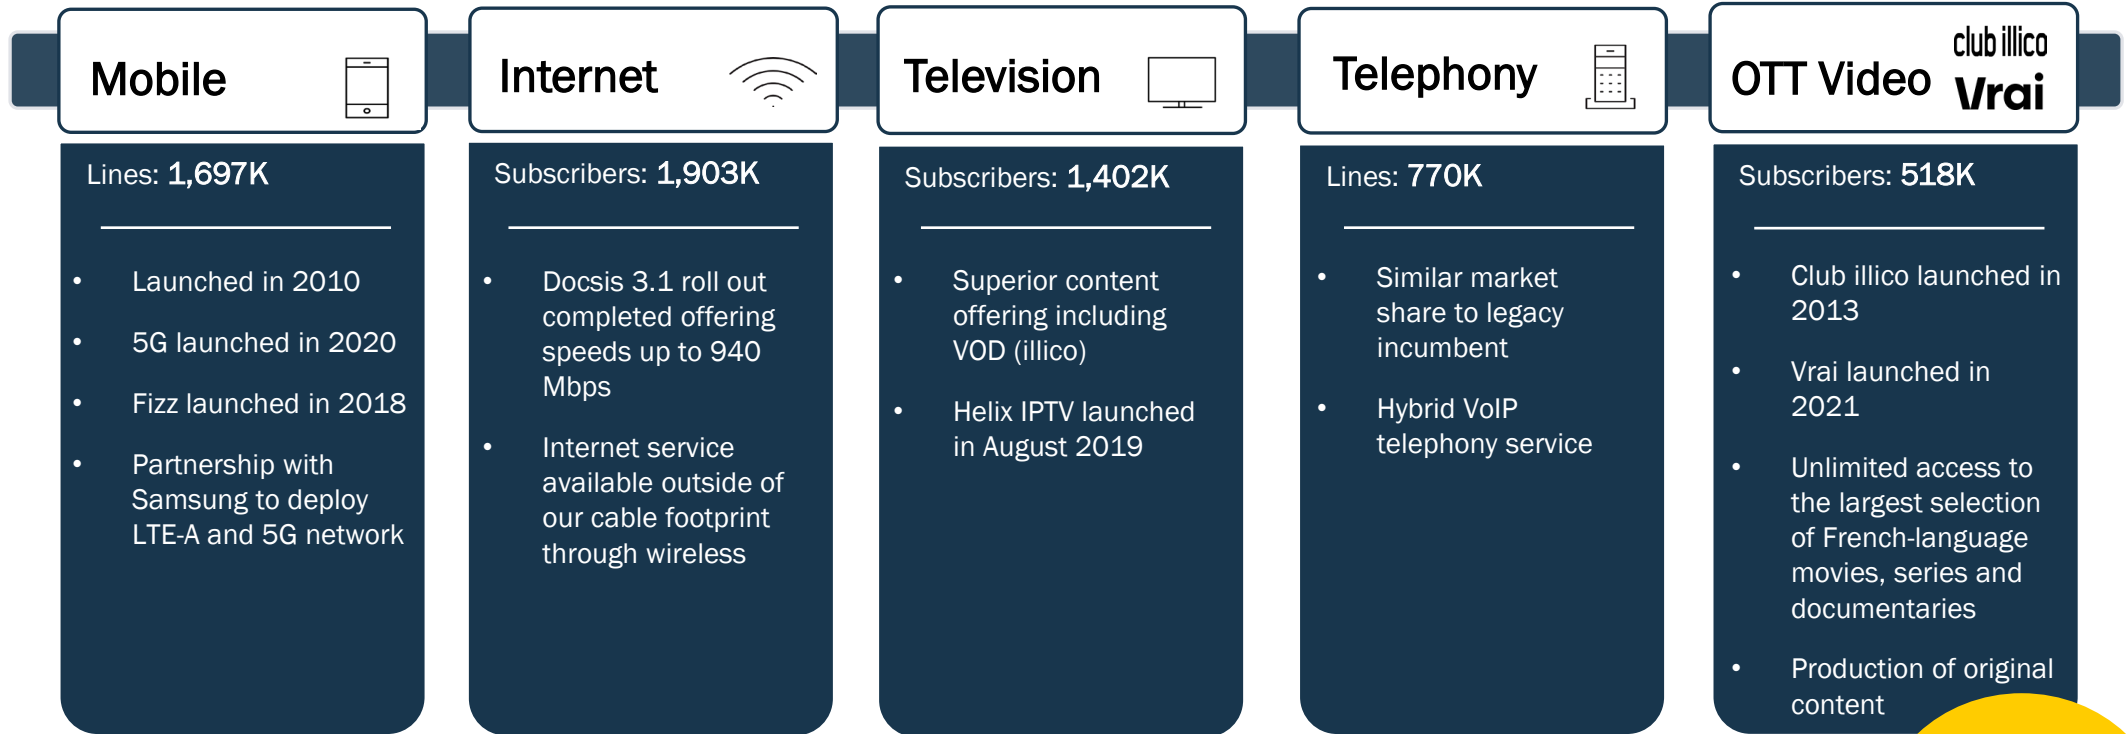 Mobile
Lines: 1,697K
• Launched in 2010
• 5G launched in 2020
• Fizz launched in 2018
• Partnership with
Samsung to deploy
LTE-A and 5G network
Internet
Subscribers: 1,903K
• Docsis 3.1 roll out
completed offering
speeds up to 940
Mbps
• Internet service
available outside of
our cable footprint
through wireless
Television
Subscribers: 1,402K
• Superior content
offering including
VOD (illico)
• Helix IPTV launched
in August 2019
Telephony
Lines: 770K
• Similar market
share to legacy
incumbent
• Hybrid VoIP
telephony service
OTT Video
club illico
Vrai
Subscribers: 518K
• Club illico launched in
2013
• Vrai launched in
2021
• Unlimited access to
the largest selection
of French-language
movies, series and
documentaries
• Production of original
content